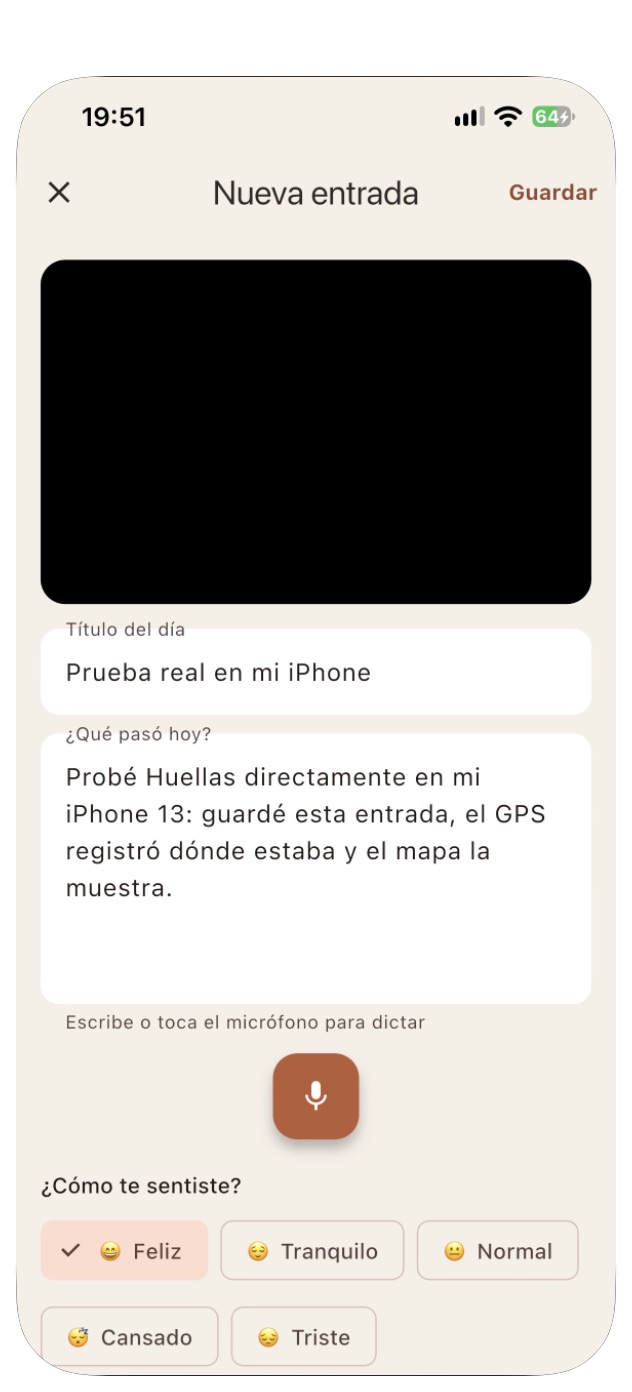 19:51
64
Nueva entrada
Guardar
Título del día
Prueba real en mi iPhone
¿Qué pasó hoy?
Probé Huellas directamente en mi
iPhone 13: guardé esta entrada, el GPS
registró dónde estaba y el mapa la
muestra.
Escribe o toca el micrófono para dictar
¿Cómo te sentiste?
Feliz
Tranquilo
Normal
Cansado
Triste